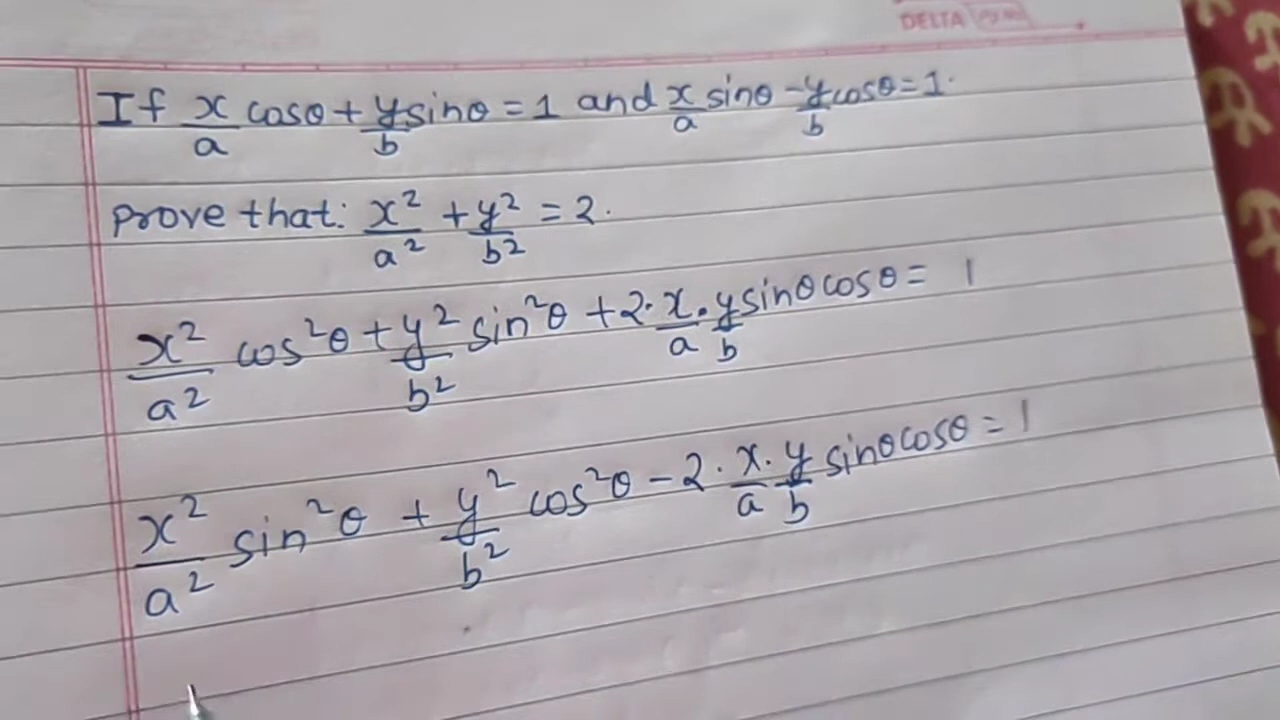 DELTA
If x/a cosθ + y/b sinθ = 1 and x/a sinθ - y/b cosθ = 1.
prove that: x²/a² + y²/b² = 2.
x²/a² cos²θ + y²/b² sin²θ + 2·x/a·y/b sinθcosθ = 1
x²/a² sin²θ + y²/b² cos²θ - 2·x/a·y/b sinθcosθ = 1